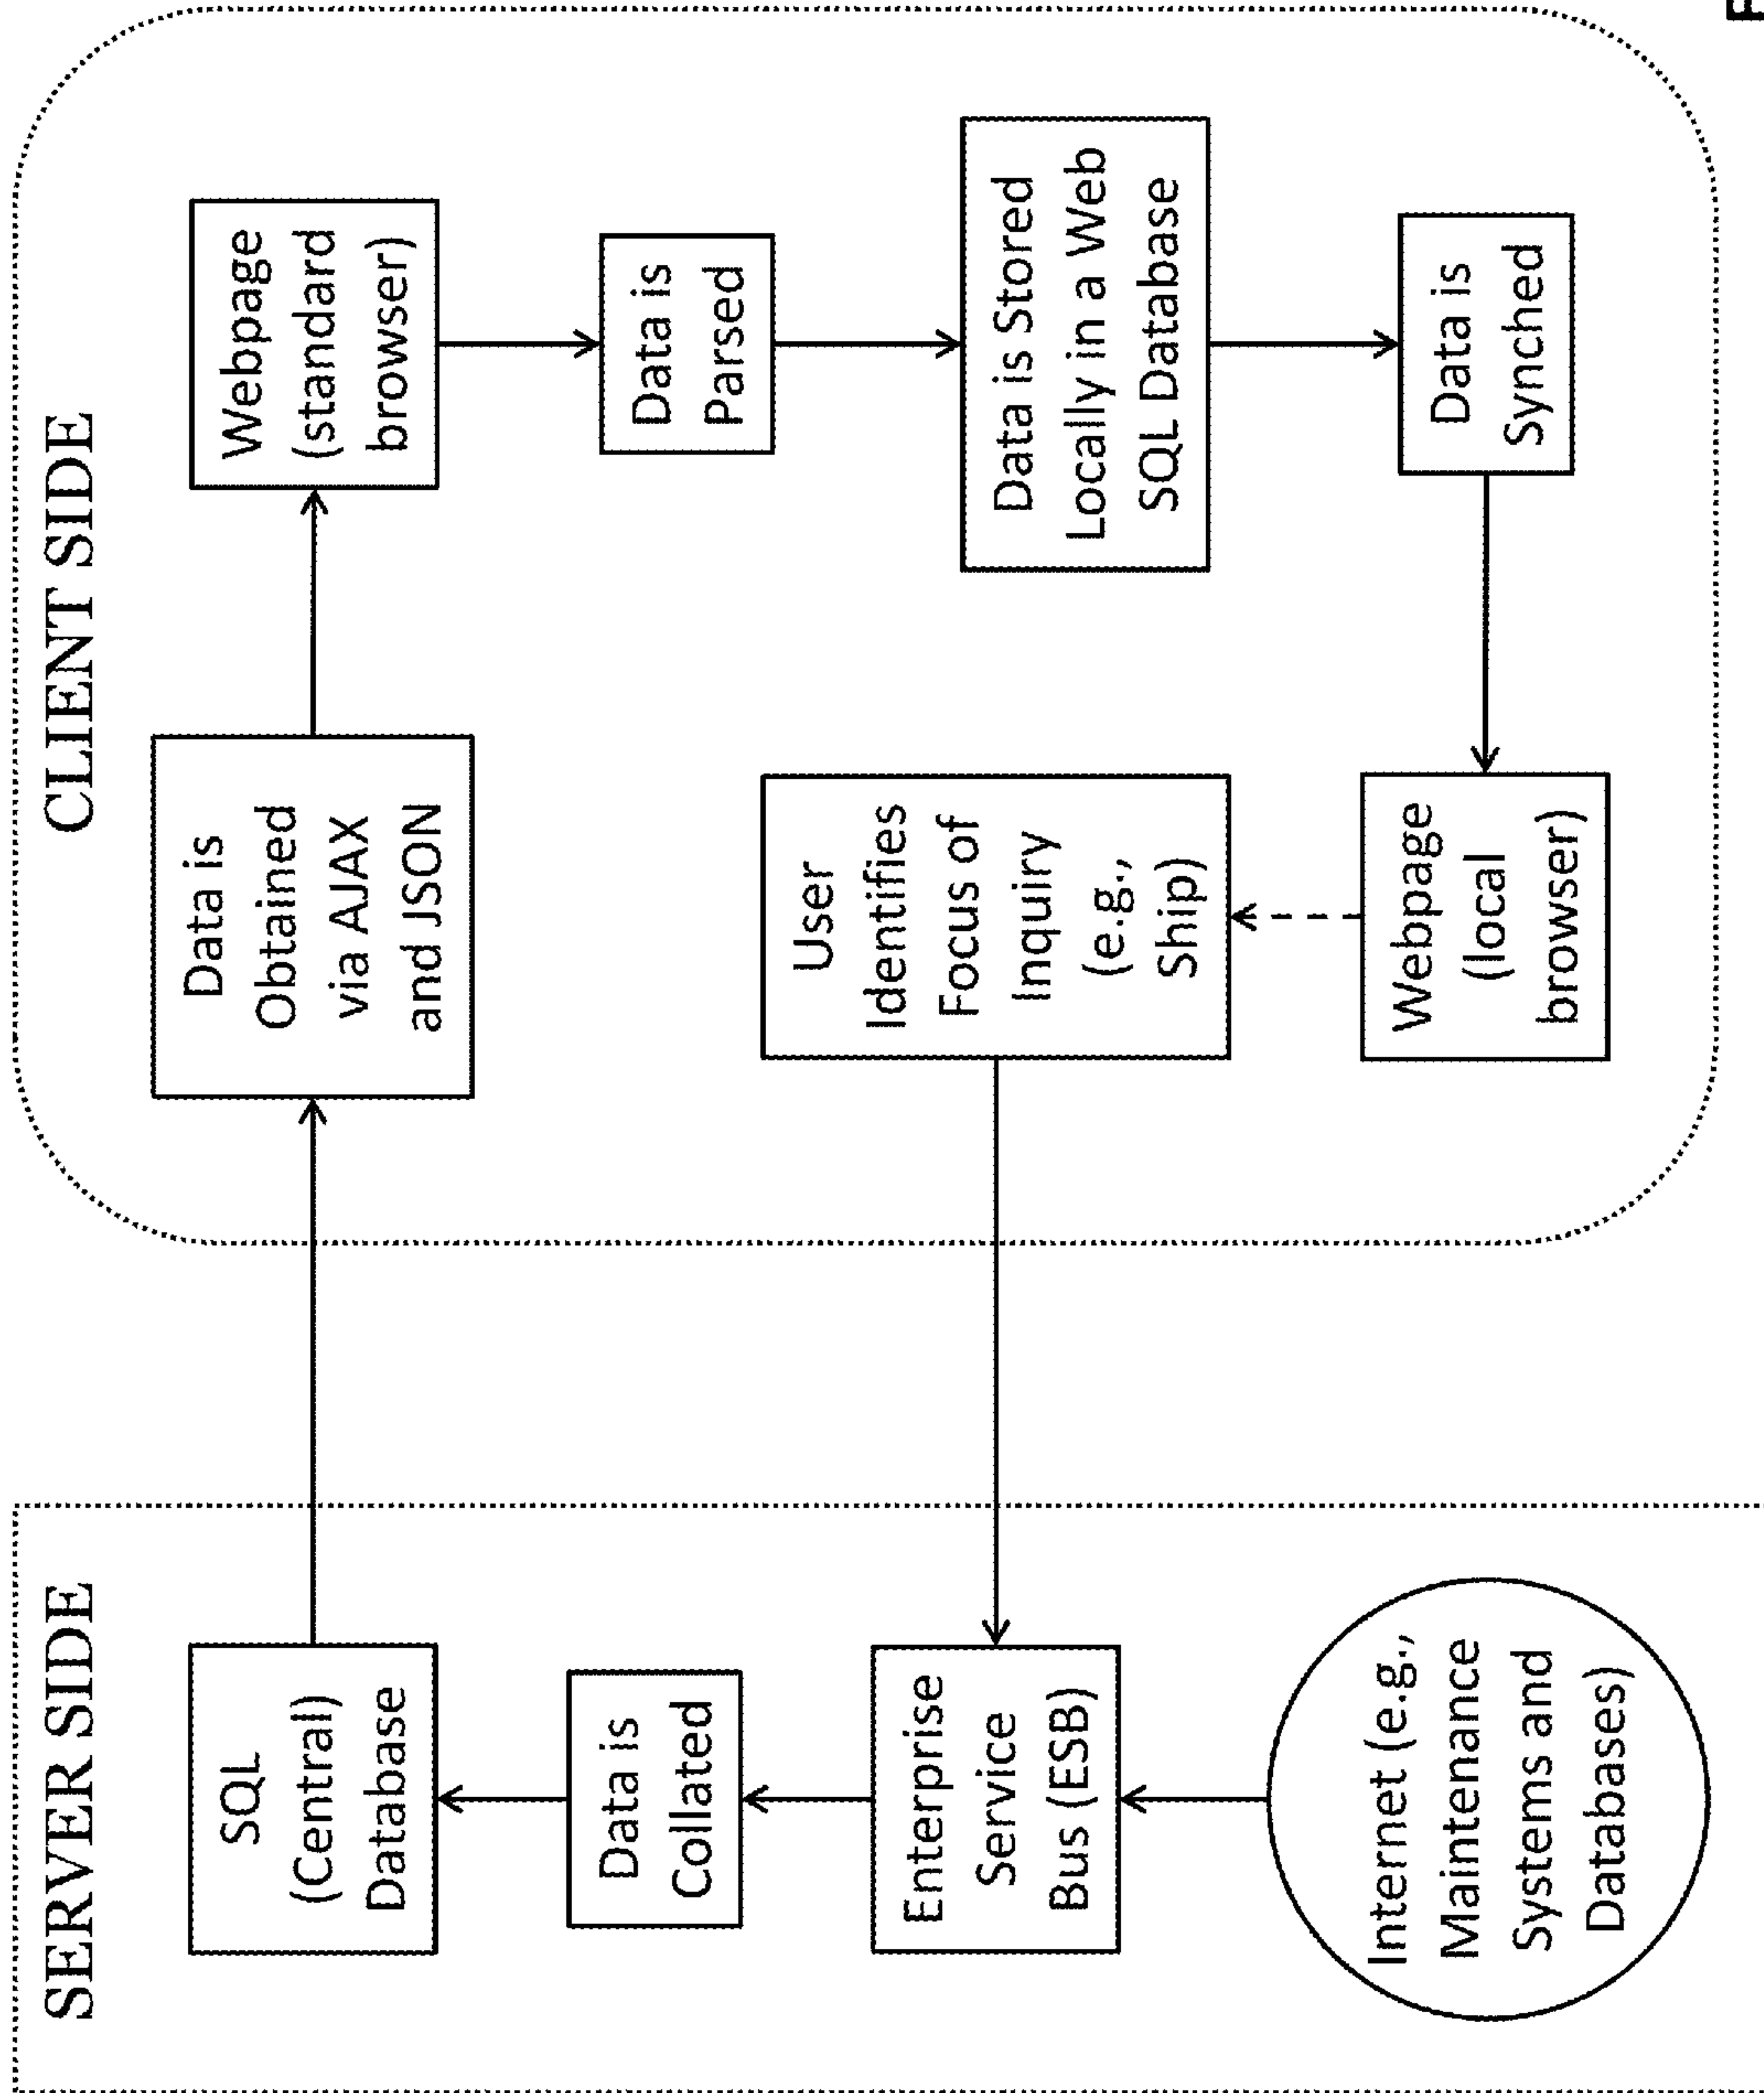 SERVER SIDE
SQL
(Central)
Database
Data is
Collated
Enterprise
Service
Bus (ESB)
Internet (e.g.,
Maintenance
Systems and
Databases)
CLIENT SIDE
Data is
Obtained
via AJAX
and JSON
Webpage
(standard
browser)
Data is
Parsed
Data is Stored
Locally in a Web
SQL Database
Data is
Synched
Webpage
(local
browser)
User
Identifies
Focus of
Inquiry
(e.g.,
Ship)